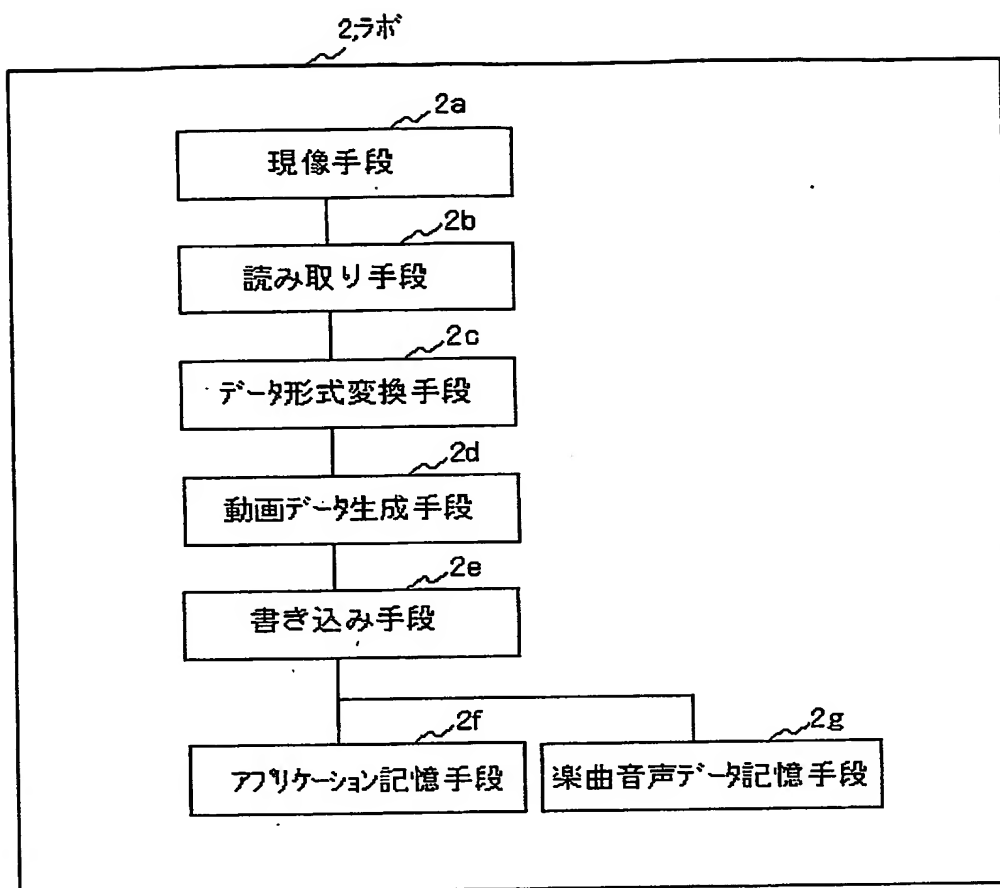 2,ラボ
2a
現像手段
2b
読み取り手段
2c
データ形式変換手段
2d
動画データ生成手段
2e
書き込み手段
2f
アプリケーション記憶手段
2g
楽曲音声データ記憶手段